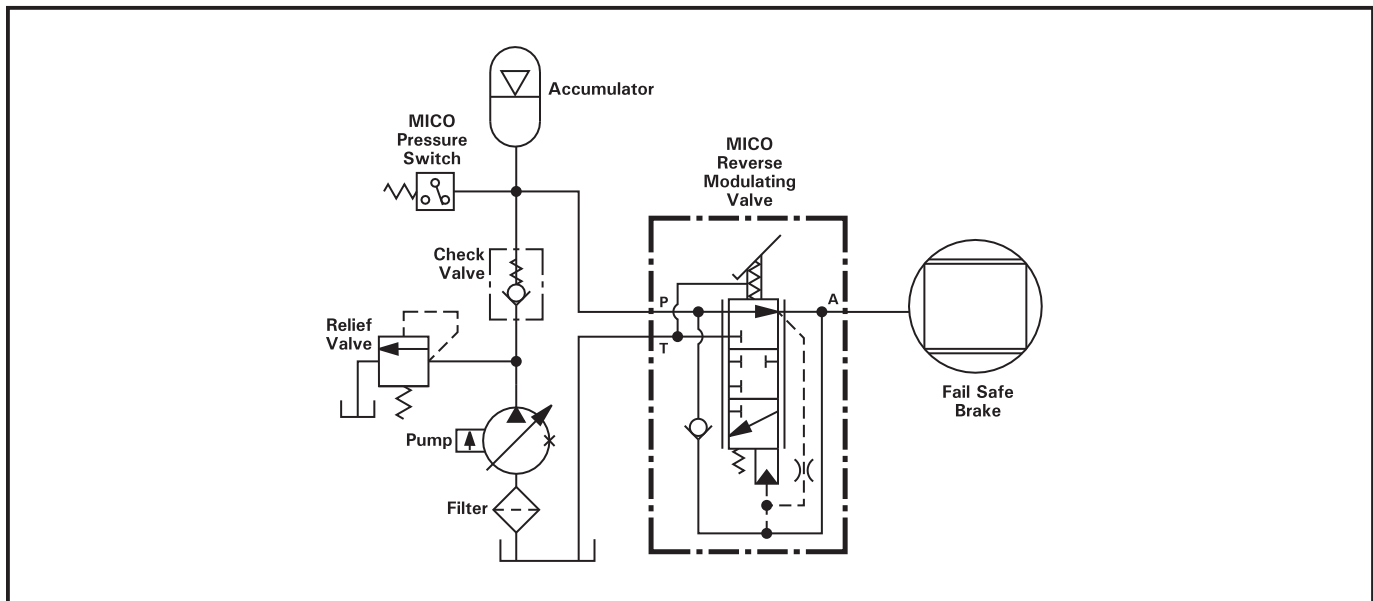 Accumulator
MICO
Pressure
Switch
MICO
Reverse
Modulating
Valve
Check
Valve
P
A
T
Relief
Valve
Fail Safe
Brake
Pump
Filter